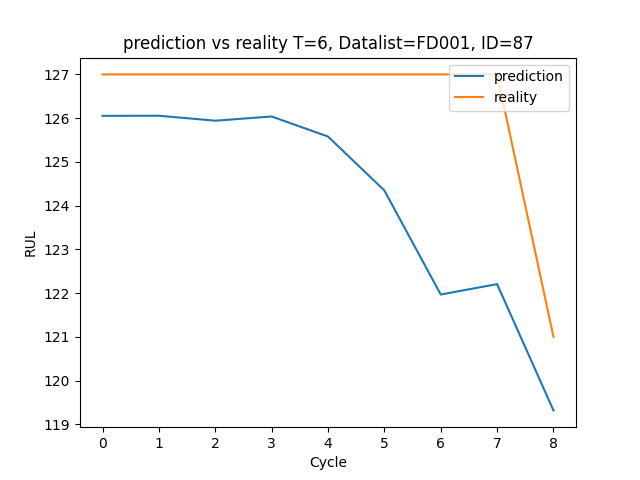 prediction vs reality T=6, Datalist=FD001, ID=87
prediction
reality
127
126
125
124
123
122
121
120
119
RUL
0 1 2 3 4 5 6 7 8
Cycle